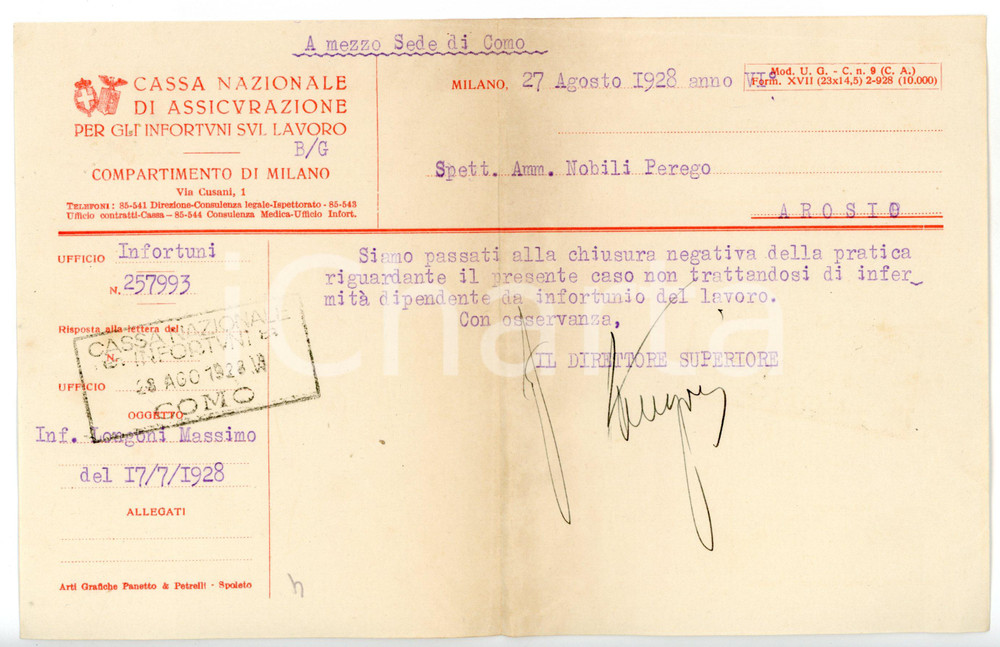 A mezzo Sede di Como
CASSA NAZIONALE
DI ASSICVRAZIONE
PER GLI INFORTVNI SVL LAVORO
B/G
COMPARTIMENTO DI MILANO
Via Cusani, 1
TELEFONI: 85-541 Direzione-Consulenza legale-Ispettorato - 85-543
Ufficio contratti-Cassa - 85-544 Consulenza Medica-Ufficio Infort.
MILANO, 27 Agosto 1928 anno VI°
Mod. U. G. - C. n. 9 (C. A.)
Form. XVII (23x14,5) 2-928 (10.000)
Spett. Amm. Nobili Perego
AROSIO
UFFICIO Infortuni
N. 257993
Risposta alla lettera del
N.
UFFICIO
OGGETTO
Inf. Longoni Massimo
del 17/7/1928
ALLEGATI
Arti Grafiche Panetto & Petrelli - Spoleto
CASSA NAZIONALE
INFORTVNI
28 AGO 1928
COMO
Siamo passati alla chiusura negativa della pratica
riguardante il presente caso non trattandosi di infer-
mità dipendente da infortunio del lavoro.
Con osservanza,
IL DIRETTORE SUPERIORE
iCharta